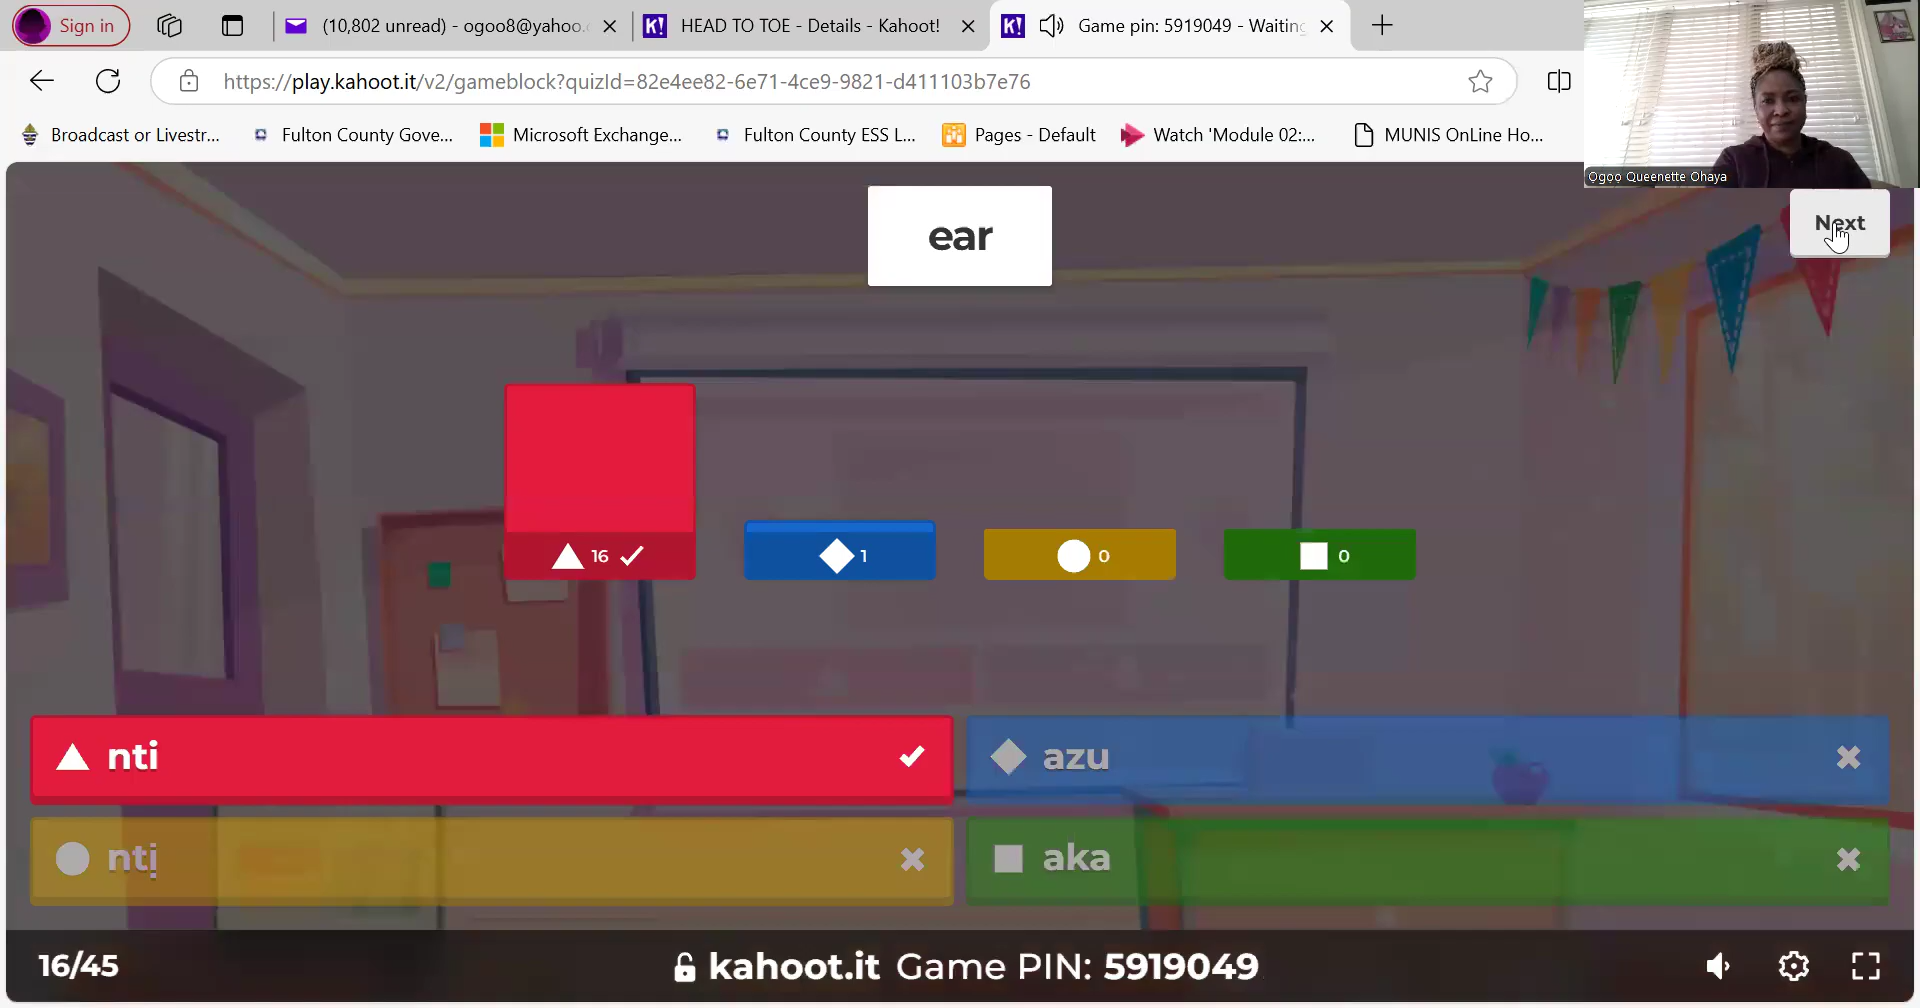 Sign in
(10,802 unread) - ogoo8@yahoo.c
K! HEAD TO TOE - Details - Kahoot!
K! Game pin: 5919049 - Waiting
https://play.kahoot.it/v2/gameblock?quizId=82e4ee82-6e71-4ce9-9821-d411103b7e76
Broadcast or Livestr...
Fulton County Gove...
Microsoft Exchange...
Fulton County ESS L...
Pages - Default
Watch 'Module 02:...
MUNIS OnLine Ho...
Ọgọọ Queenette Ohaya
ear
Next
16
1
0
0
nti
azu
ntị
aka
16/45
kahoot.it Game PIN: 5919049